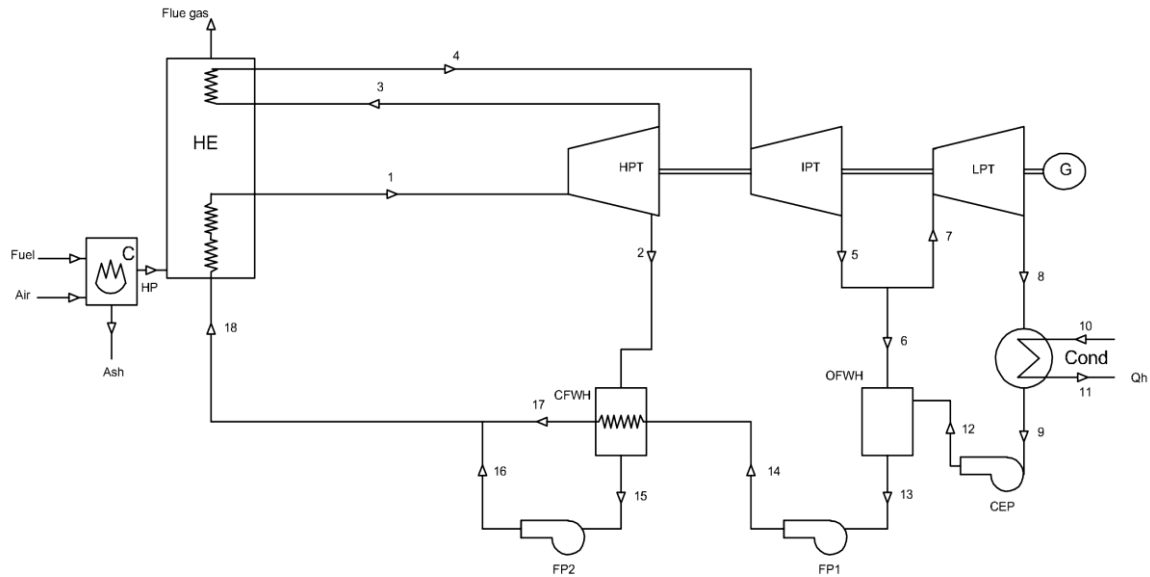 Flue gas
4
3
HE
HPT
IPT
LPT
G
1
2
5
7
8
Fuel
C
HP
Air
10
Cond
18
6
Ash
OFWH
11
Qh
CFWH
17
12
9
16
15
14
13
CEP
FP2
FP1